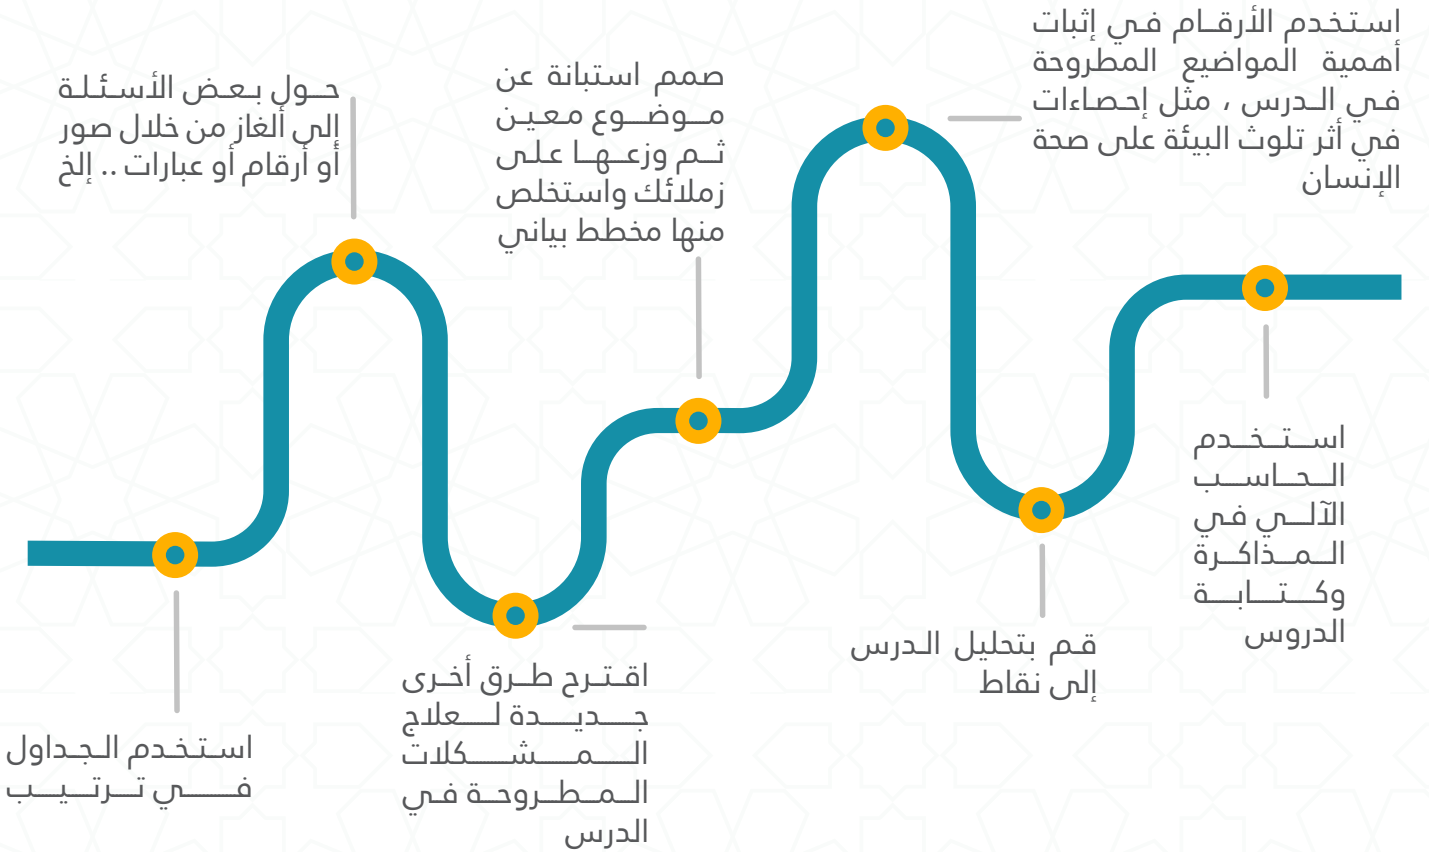 استخدم الأرقام في إثبات
أهمية المواضيع المطروحة
في الدرس ، مثل إحصاءات
في أثر تلوث البيئة على صحة
الإنسان
صمم استبانة عن
موضوع معين
ثم وزعها على
زملائك واستخلص
منها مخطط بياني
حول بعض الأسئلة
إلى ألغاز من خلال صور
أو أرقام أو عبارات .. إلخ
استخدم
الحاسب
الآلي في
المذاكرة
وكتابة
الدروس
قم بتحليل الدرس
إلى نقاط
اقترح طرق أخرى
جديدة لعلاج
المشكلات
المطروحة في
الدرس
استخدم الجداول
في ترتيب